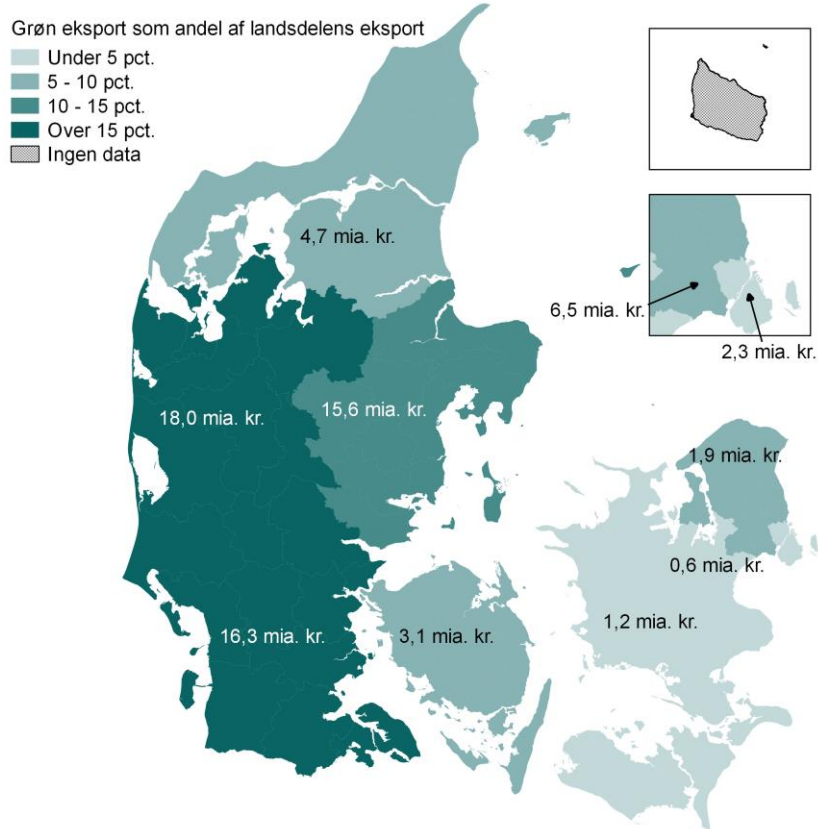 Grøn eksport som andel af landsdelens eksport
Under 5 pct.
5 - 10 pct.
10 - 15 pct.
Over 15 pct.
Ingen data
4,7 mia. kr.
6,5 mia. kr.
2,3 mia. kr.
18,0 mia. kr.
15,6 mia. kr.
1,9 mia. kr.
0,6 mia. kr.
1,2 mia. kr.
16,3 mia. kr.
3,1 mia. kr.